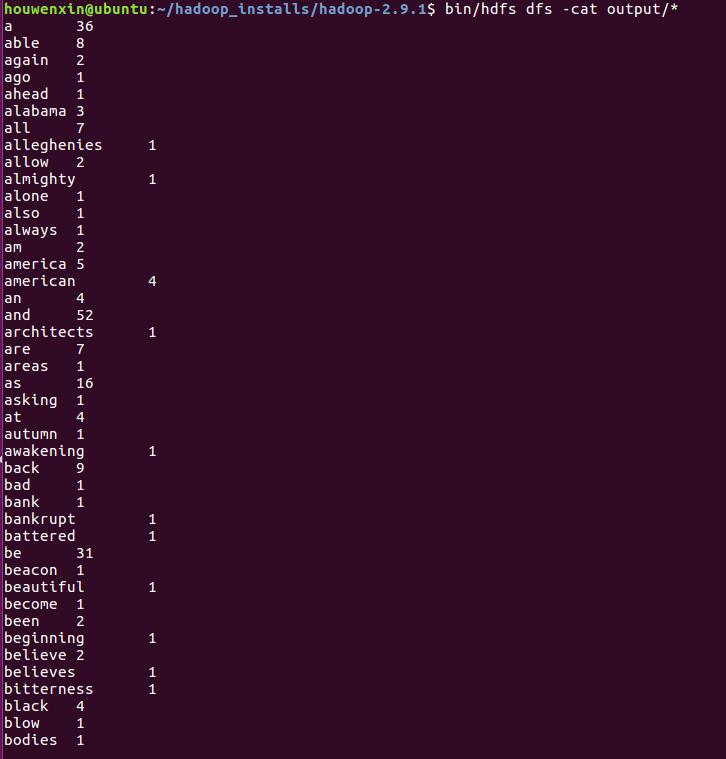 houwenxin@ubuntu:~/hadoop_installs/hadoop-2.9.1$ bin/hdfs dfs -cat output/*
a 36
able 8
again 2
ago 1
ahead 1
alabama 3
all 7
alleghenies 1
allow 2
almighty 1
alone 1
also 1
always 1
am 2
america 5
american 4
an 4
and 52
architects 1
are 7
areas 1
as 16
asking 1
at 4
autumn 1
awakening 1
back 9
bad 1
bank 1
bankrupt 1
battered 1
be 31
beacon 1
beautiful 1
become 1
been 2
beginning 1
believe 2
believes 1
bitterness 1
black 4
blow 1
bodies 1